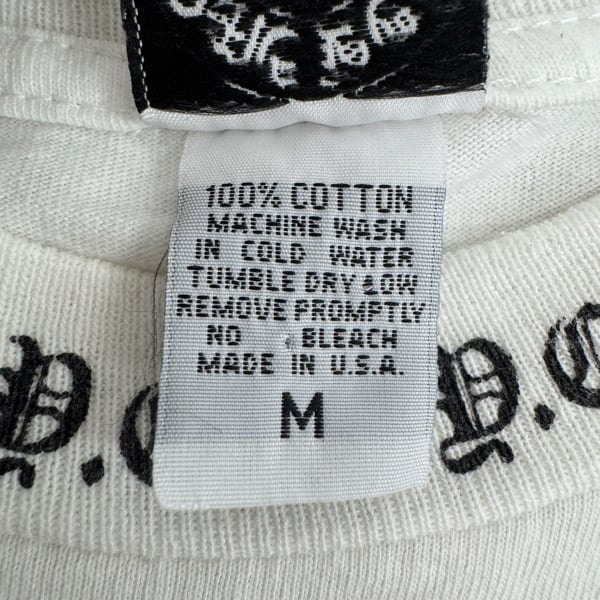 100% COTTON
MACHINE WASH
IN COLD WATER
TUMBLE DRY LOW
REMOVE PROMPTLY
NO BLEACH
MADE IN U.S.A.
M